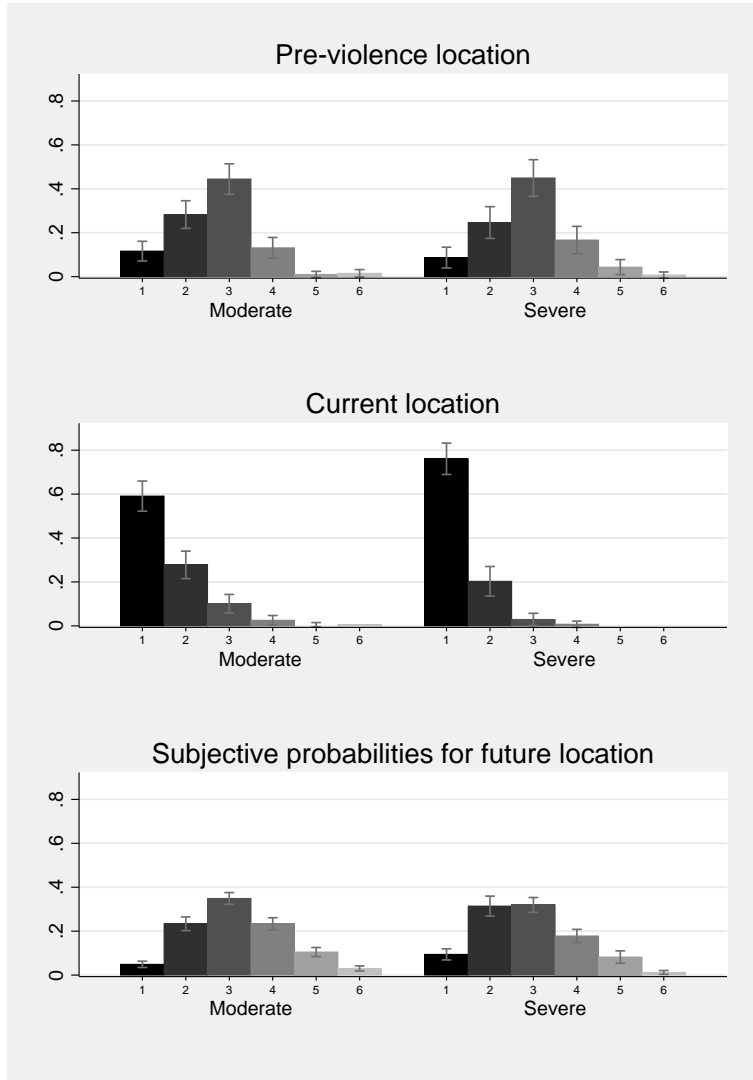 Pre-violence location
.8
.6
.4
.2
0
1 2 3 4 5 6 1 2 3 4 5 6
Moderate Severe
Current location
.8
.6
.4
.2
0
1 2 3 4 5 6 1 2 3 4 5 6
Moderate Severe
Subjective probabilities for future location
.8
.6
.4
.2
0
1 2 3 4 5 6 1 2 3 4 5 6
Moderate Severe